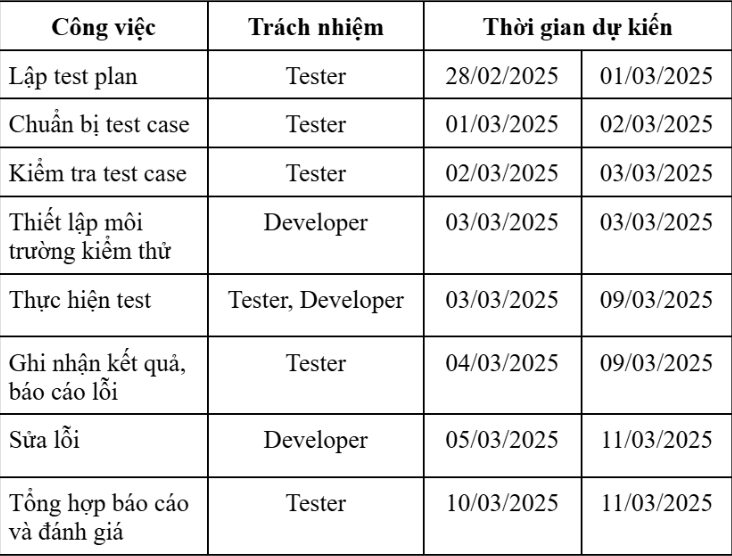 Công việc Trách nhiệm Thời gian dự kiến
Lập test plan Tester 28/02/2025 01/03/2025
Chuẩn bị test case Tester 01/03/2025 02/03/2025
Kiểm tra test case Tester 02/03/2025 03/03/2025
Thiết lập môi Developer 03/03/2025 03/03/2025
trường kiểm thử
Thực hiện test Tester, Developer 03/03/2025 09/03/2025
Ghi nhận kết quả, Tester 04/03/2025 09/03/2025
báo cáo lỗi
Sửa lỗi Developer 05/03/2025 11/03/2025
Tổng hợp báo cáo Tester 10/03/2025 11/03/2025
và đánh giá